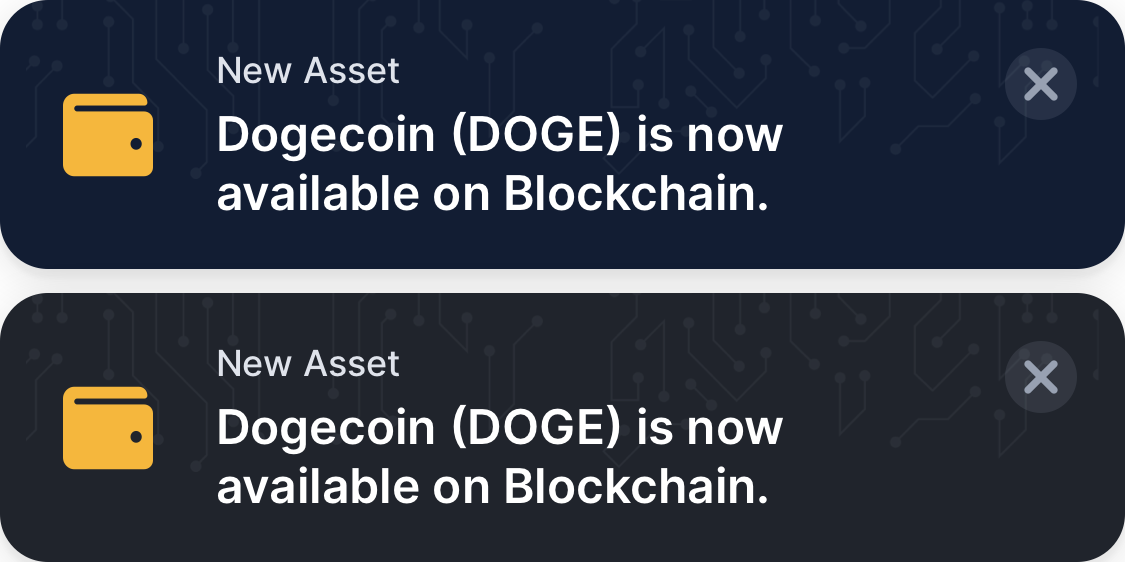 New Asset
Dogecoin (DOGE) is now
available on Blockchain.
New Asset
Dogecoin (DOGE) is now
available on Blockchain.